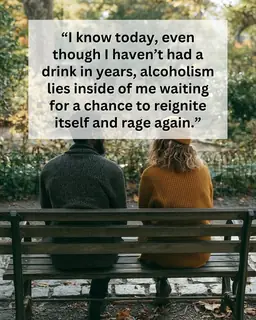 “I know today, even
though I haven’t had a
drink in years, alcoholism
lies inside of me waiting
for a chance to reignite
itself and rage again.”